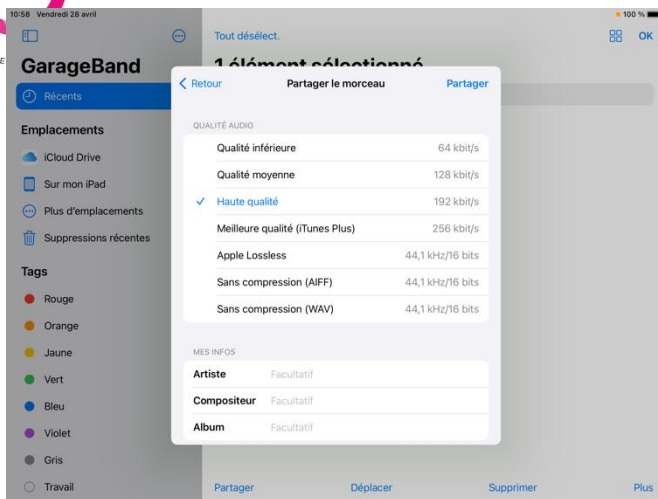 10:58 Vendredi 28 avril
100 %
GarageBand
Récents
Emplacements
iCloud Drive
Sur mon iPad
Plus d'emplacements
Suppressions récentes
Tags
Rouge
Orange
Jaune
Vert
Bleu
Violet
Gris
Travail
Tout désélect.
OK
1 élément sélectionné
Retour
Partager le morceau
Partager
QUALITÉ AUDIO
Qualité inférieure 64 kbit/s
Qualité moyenne 128 kbit/s
Haute qualité 192 kbit/s
Meilleure qualité (iTunes Plus) 256 kbit/s
Apple Lossless 44,1 kHz/16 bits
Sans compression (AIFF) 44,1 kHz/16 bits
Sans compression (WAV) 44,1 kHz/16 bits
MES INFOS
Artiste Facultatif
Compositeur Facultatif
Album Facultatif
Partager Déplacer Supprimer Plus